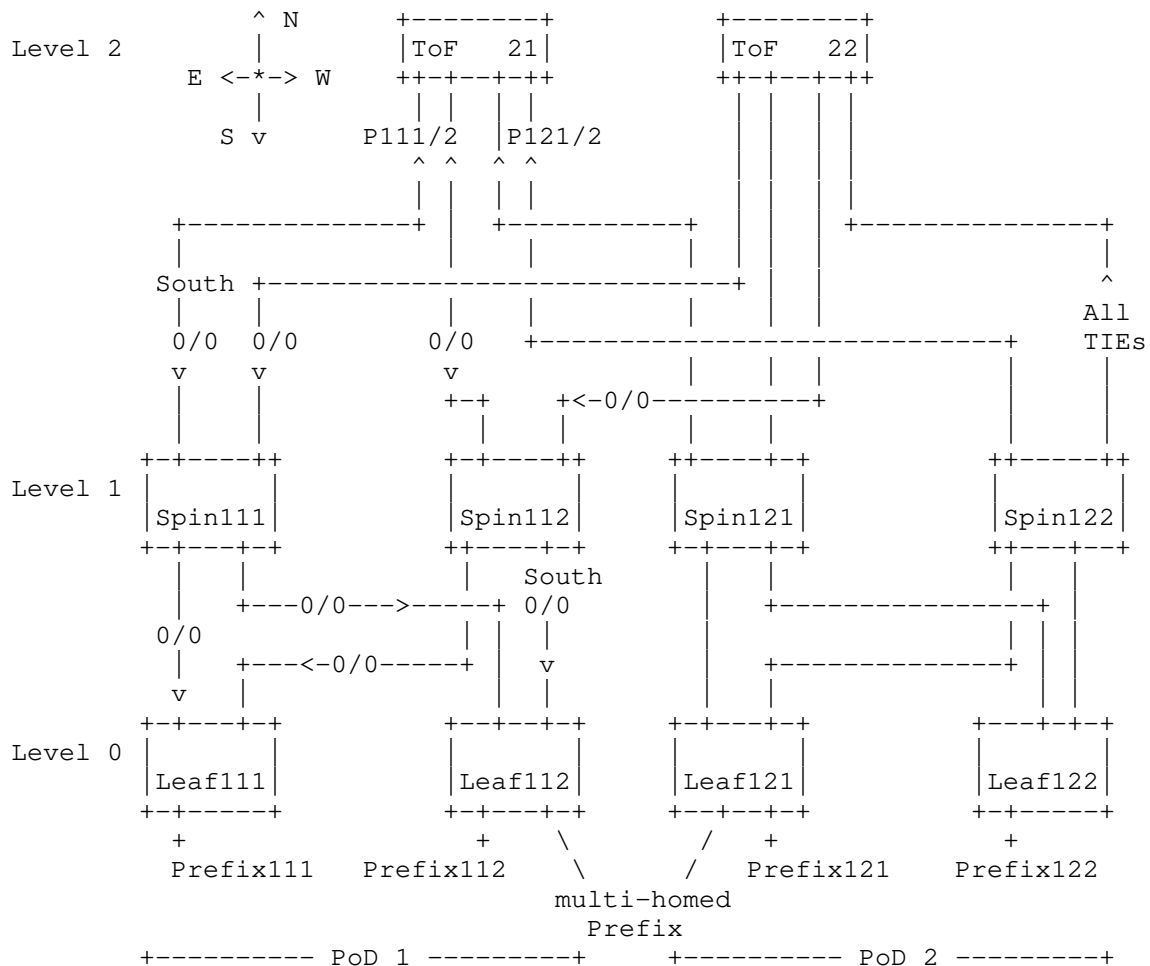 ^ N
Level 2 ToF 21 ToF 22
E <-*-> W
S v P111/2 P121/2
^ ^ ^ ^
South ^
All
0/0 0/0 0/0 TIEs
v v v
<-0/0
Level 1
Spin111 Spin112 Spin121 Spin122
South
0/0 > 0/0
0/0
<-0/0 v
v
Level 0
Leaf111 Leaf112 Leaf121 Leaf122
Prefix111 Prefix112 Prefix121 Prefix122
multi-homed
Prefix
PoD 1 PoD 2